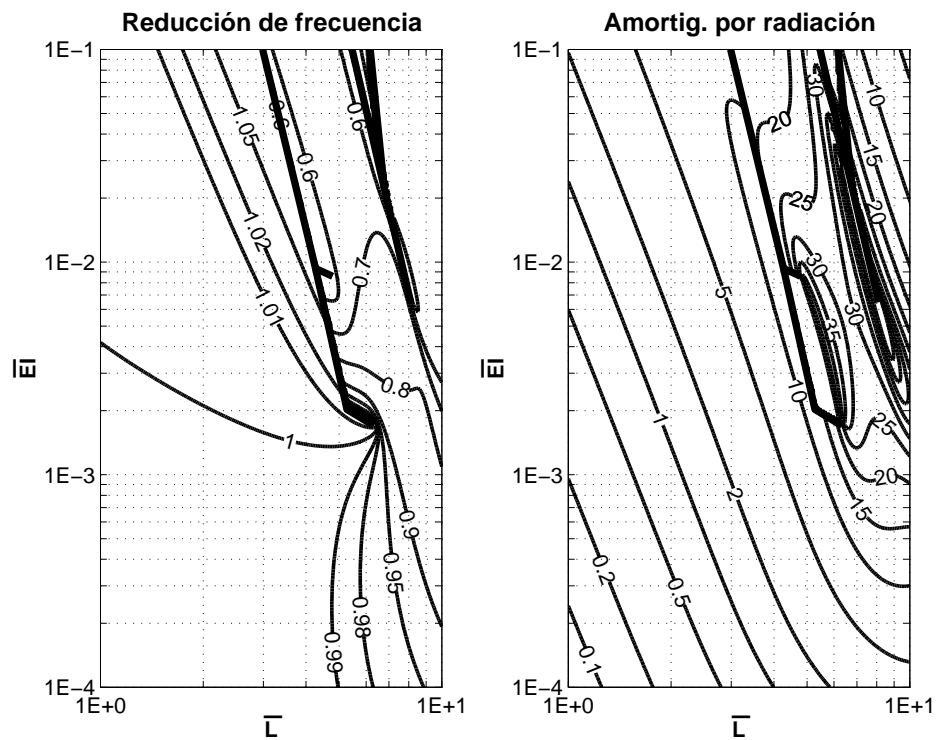 Reducción de frecuencia
1E−1
1E−2
1E−3
1E−4
1E+0
1E+1
EI
L
0.6
0.6
0.6
1.05
1.02
1.01
0.7
0.8
1
0.9
0.95
0.98
0.99
Amortig. por radiación
1E−1
1E−2
1E−3
1E−4
1E+0
1E+1
EI
L
30
10
20
15
25
20
30
5
35
30
10
25
1
2
20
15
0.2
0.5
0.1